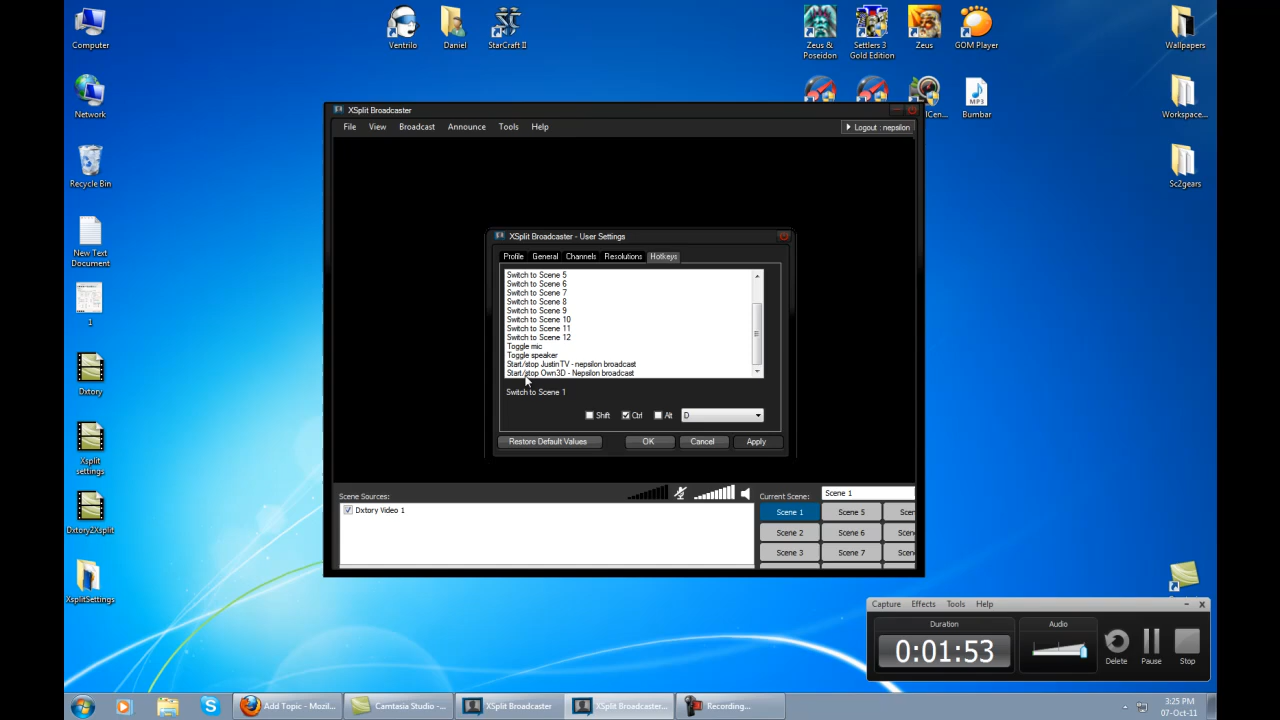 Computer
Ventrilo
Daniel
StarCraft II
Zeus &
Poseidon
Settlers 3
Gold Edition
Zeus
GOM Player
Wallpapers
Network
MP3
Bumbar
Workspace...
Recycle Bin
Sc2gears
New Text
Document
1
Dxtory
Xsplit
settings
Dxtory2Xsplit
XsplitSettings
XSplit Broadcaster
File View Broadcast Announce Tools Help
Logout : nepsilon
XSplit Broadcaster - User Settings
Profile General Channels Resolutions Hotkeys
Switch to Scene 5
Switch to Scene 6
Switch to Scene 7
Switch to Scene 8
Switch to Scene 9
Switch to Scene 10
Switch to Scene 11
Switch to Scene 12
Toggle mic
Toggle speaker
Start/stop JustinTV - nepsilon broadcast
Start/stop Own3D - Nepsilon broadcast
Switch to Scene 1
Shift Ctrl Alt D
Restore Default Values OK Cancel Apply
Scene Sources:
Current Scene: Scene 1
Dxtory Video 1
Scene 1 Scene 5
Scene 2 Scene 6
Scene 3 Scene 7
Capture Effects Tools Help
Duration
Audio
0:01:53
Delete Pause Stop
Add Topic - Mozil...
Camtasia Studio -...
XSplit Broadcaster
XSplit Broadcaster...
Recording...
3:25 PM
07-Oct-11